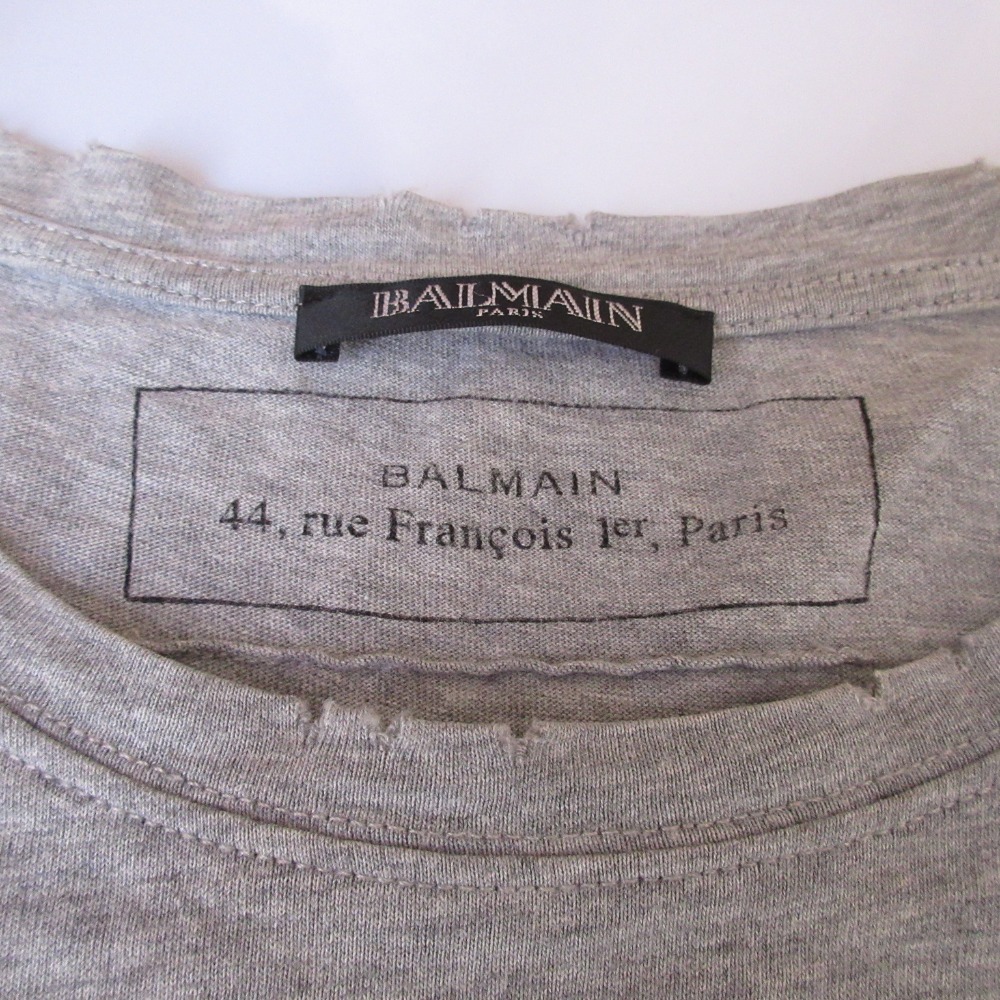 BALMAIN
PARIS
BALMAIN
44, rue François 1er, Paris